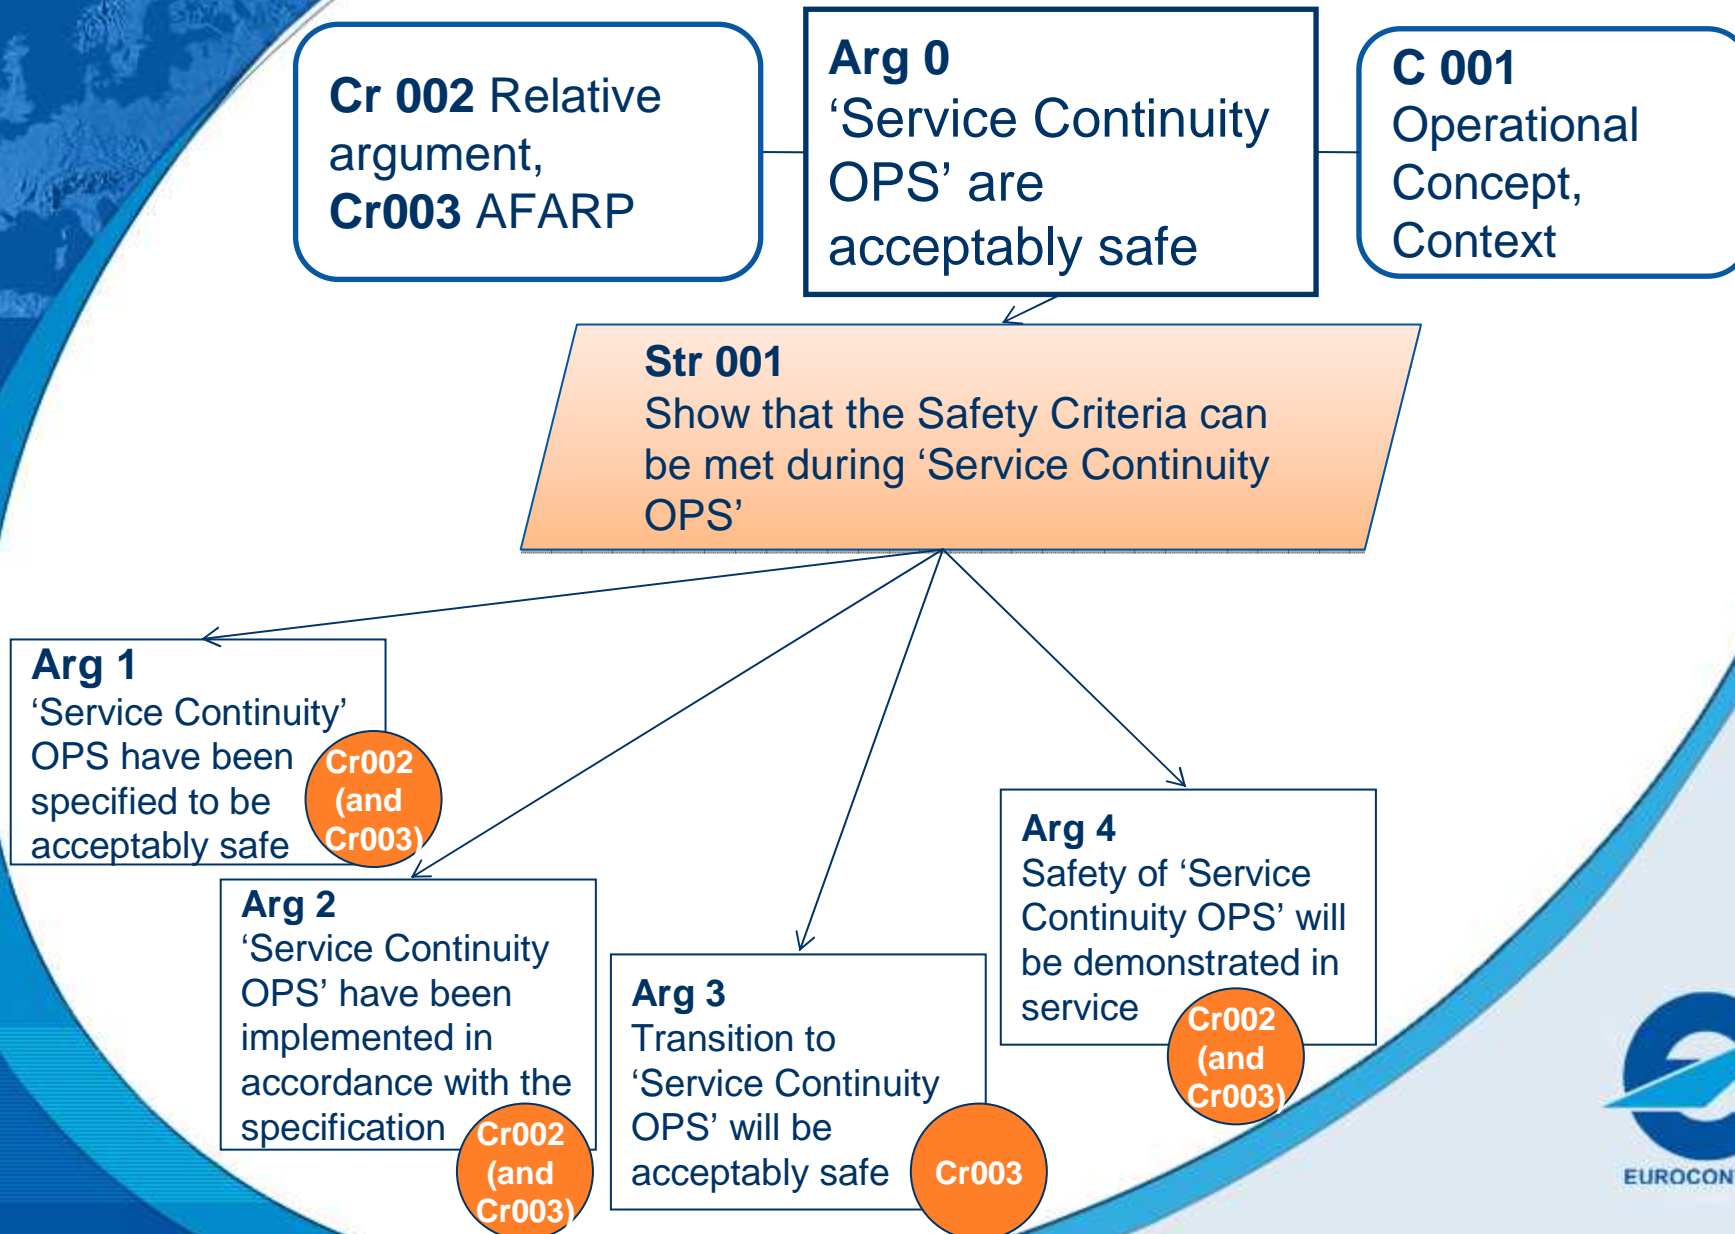 Cr 002 Relative
argument,
Cr003 AFARP
Arg 0
‘Service Continuity
OPS’ are
acceptably safe
C 001
Operational
Concept,
Context
Str 001
Show that the Safety Criteria can
be met during ‘Service Continuity
OPS’
Arg 1
‘Service Continuity’
OPS have been
specified to be
acceptably safe
Cr002
(and
Cr003)
Arg 2
‘Service Continuity
OPS’ have been
implemented in
accordance with the
specification
Cr002
(and
Cr003)
Arg 3
Transition to
‘Service Continuity
OPS’ will be
acceptably safe
Cr003
Arg 4
Safety of ‘Service
Continuity OPS’ will
be demonstrated in
service
Cr002
(and
Cr003)
EUROCON